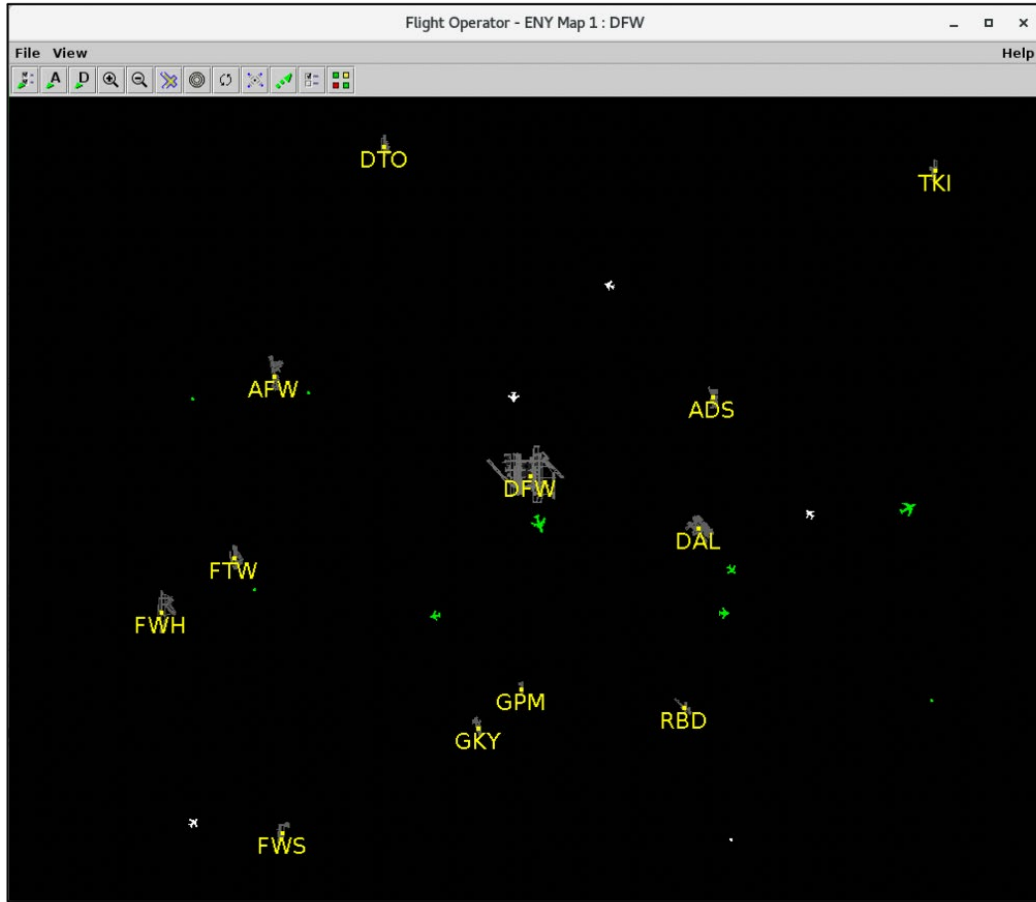 Flight Operator - ENY Map 1 : DFW
File View Help
A D
DTO
TKI
AFW
ADS
DFW
DAL
FTW
FWH
GPM
RBD
GKY
FWS